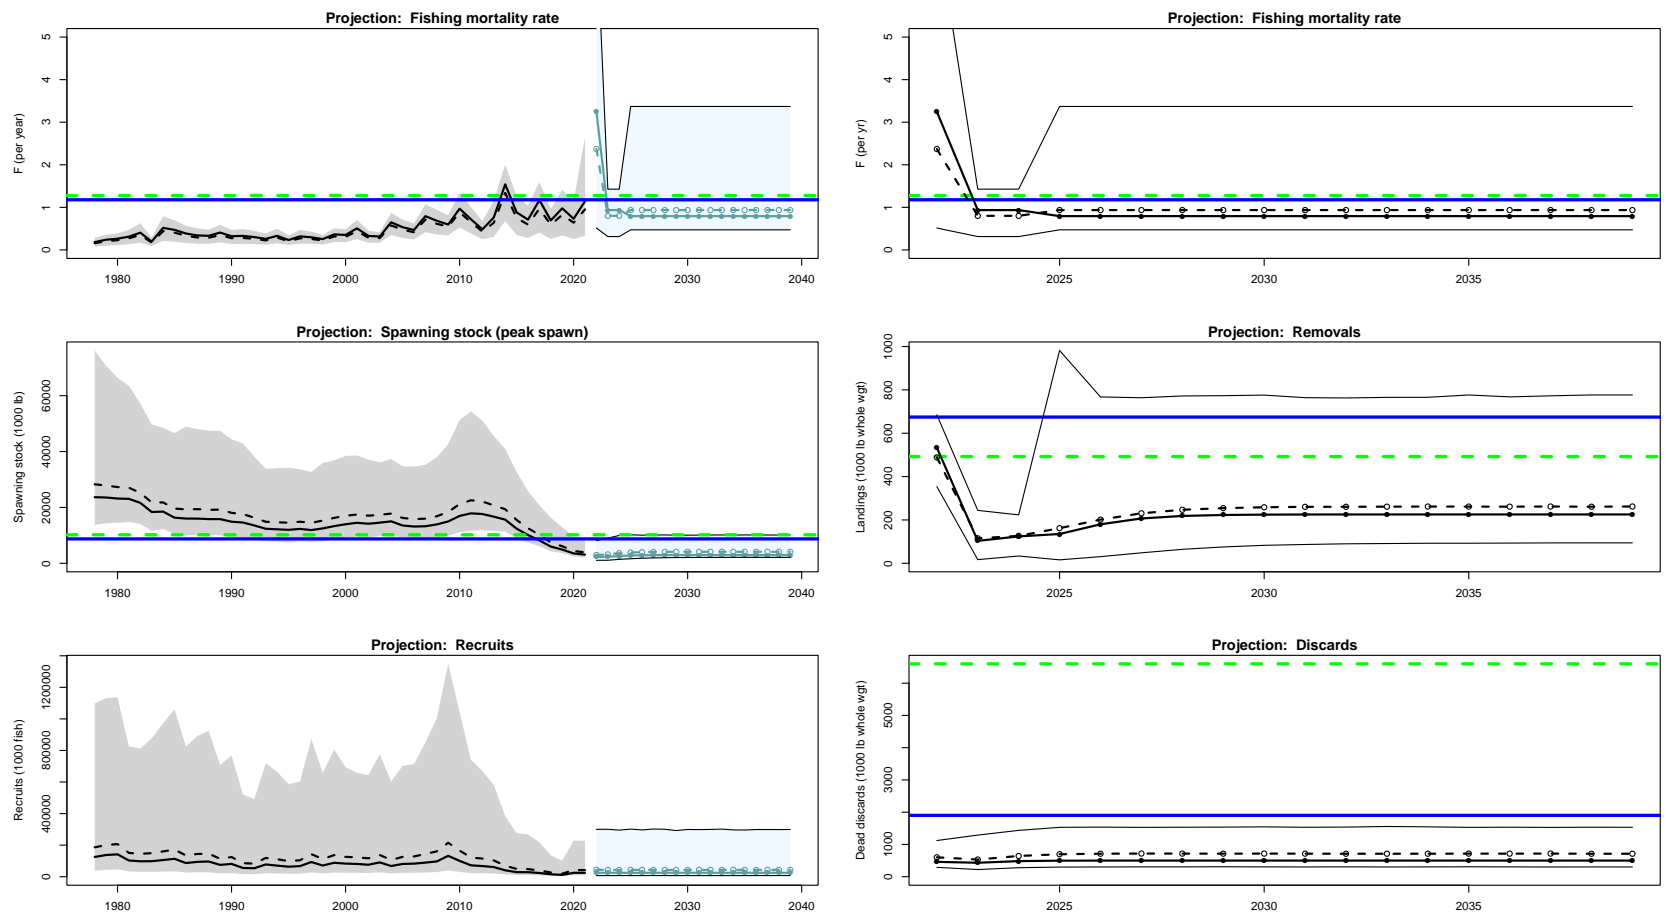 Projection: Fishing mortality rate
F (per year)
0 1 2 3 4 5
1980 1990 2000 2010 2020 2030 2040
Projection: Fishing mortality rate
F (per yr)
0 1 2 3 4 5
2025 2030 2035
Projection: Spawning stock (peak spawn)
Spawning stock (1000 lb)
0 20000 40000 60000
1980 1990 2000 2010 2020 2030 2040
Projection: Removals
Landings (1000 lb whole wgt)
0 200 400 600 800 1000
2025 2030 2035
Projection: Recruits
Recruits (1000 fish)
0 400000 800000 1200000
1980 1990 2000 2010 2020 2030 2040
Projection: Discards
Dead discards (1000 lb whole wgt)
0 1000 3000 5000
2025 2030 2035